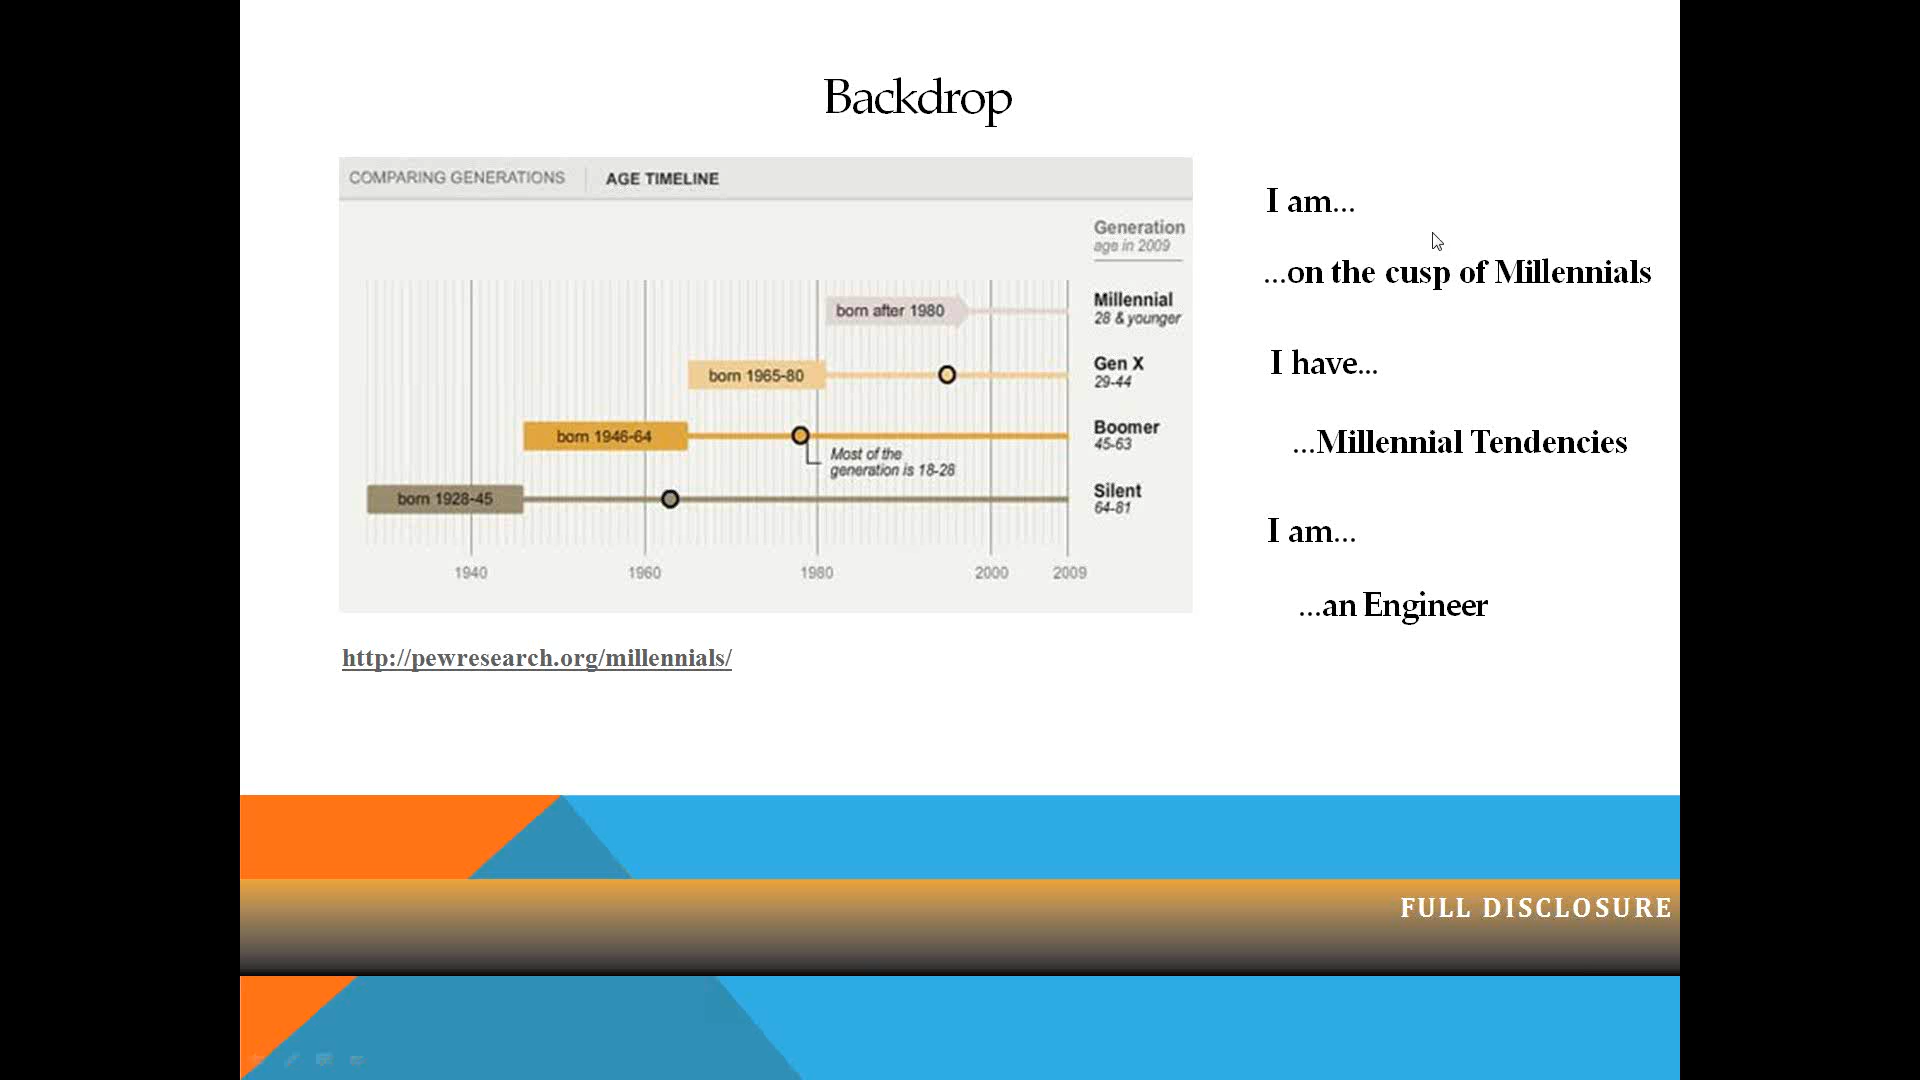 Backdrop
COMPARING GENERATIONS
AGE TIMELINE
Generation
age in 2009
born after 1980
Millennial
28 & younger
born 1965-80
Gen X
29-44
born 1946-64
Boomer
45-63
Most of the
generation is 18-28
born 1928-45
Silent
64-81
1940 1960 1980 2000 2009
http://pewresearch.org/millennials/
I am...
...on the cusp of Millennials
I have...
...Millennial Tendencies
I am...
...an Engineer
FULL DISCLOSURE